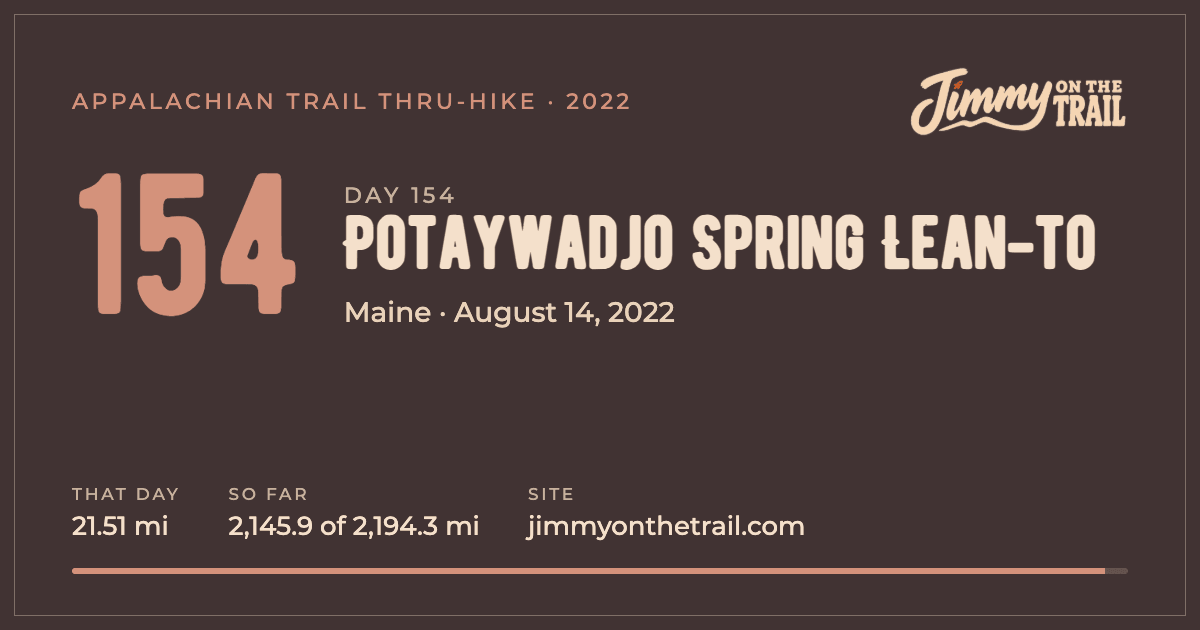 APPALACHIAN TRAIL THRU-HIKE · 2022
Jimmy ON THE TRAIL
154
DAY 154
POTAYWADJO SPRING LEAN-TO
Maine · August 14, 2022
THAT DAY
21.51 mi
SO FAR
2,145.9 of 2,194.3 mi
SITE
jimmyonthetrail.com